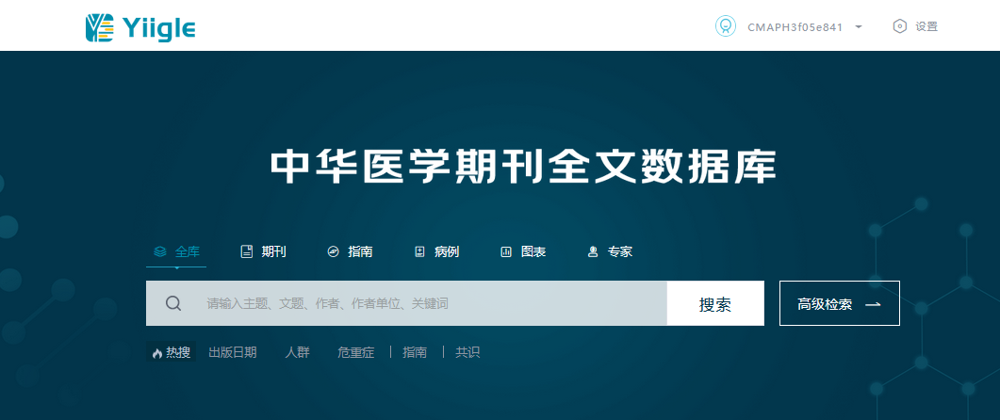 Yiigle CMAPH3f05e841 设置
中华医学期刊全文数据库
全库 期刊 指南 病例 图表 专家
请输入主题、文题、作者、作者单位、关键词 搜索 高级检索
热搜 出版日期 人群 危重症 | 指南 | 共识